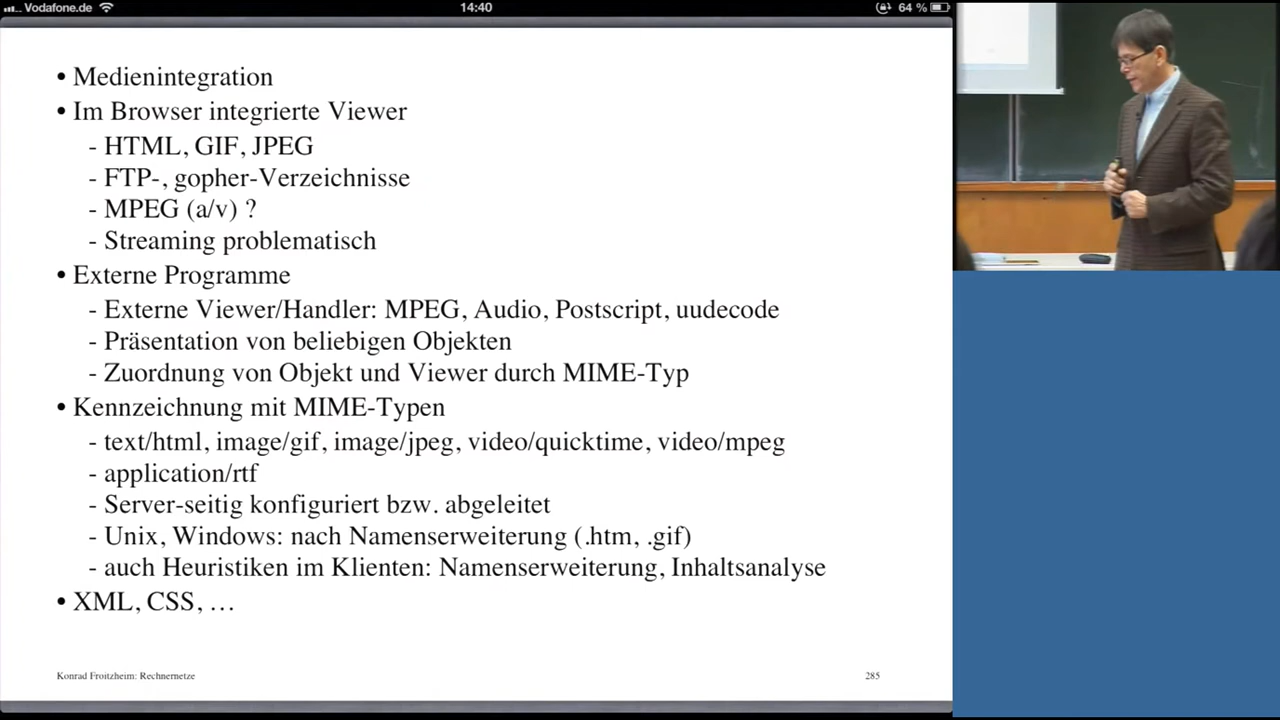 Vodafone.de
14:40
64 %
• Medienintegration
• Im Browser integrierte Viewer
- HTML, GIF, JPEG
- FTP-, gopher-Verzeichnisse
- MPEG (a/v) ?
- Streaming problematisch
• Externe Programme
- Externe Viewer/Handler: MPEG, Audio, Postscript, uudecode
- Präsentation von beliebigen Objekten
- Zuordnung von Objekt und Viewer durch MIME-Typ
• Kennzeichnung mit MIME-Typen
- text/html, image/gif, image/jpeg, video/quicktime, video/mpeg
- application/rtf
- Server-seitig konfiguriert bzw. abgeleitet
- Unix, Windows: nach Namenserweiterung (.htm, .gif)
- auch Heuristiken im Klienten: Namenserweiterung, Inhaltsanalyse
• XML, CSS, …
Konrad Froitzheim: Rechnernetze
285